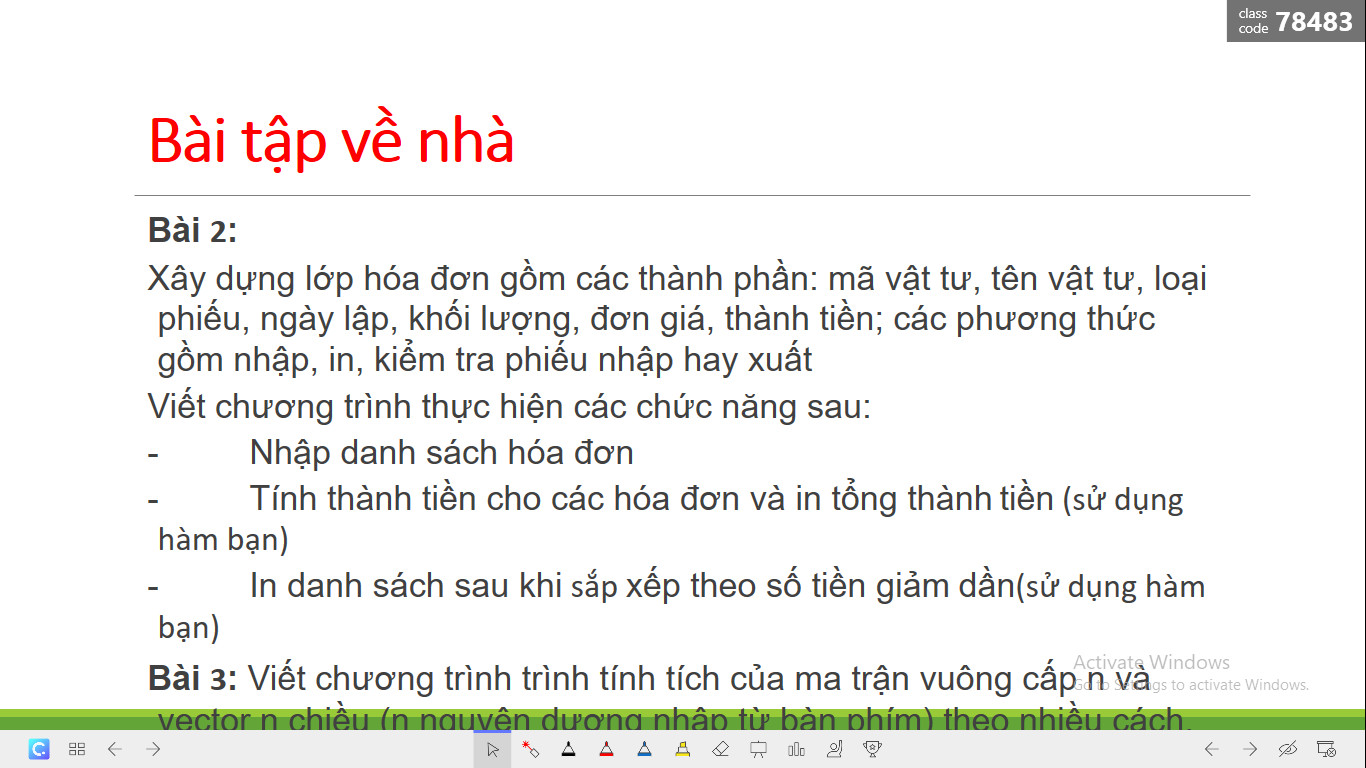 class
code 78483
Bài tập về nhà
Bài 2:
Xây dựng lớp hóa đơn gồm các thành phần: mã vật tư, tên vật tư, loại
phiếu, ngày lập, khối lượng, đơn giá, thành tiền; các phương thức
gồm nhập, in, kiểm tra phiếu nhập hay xuất
Viết chương trình thực hiện các chức năng sau:
- Nhập danh sách hóa đơn
- Tính thành tiền cho các hóa đơn và in tổng thành tiền (sử dụng
hàm bạn)
- In danh sách sau khi sắp xếp theo số tiền giảm dần(sử dụng hàm
bạn)
Bài 3: Viết chương trình trình tính tích của ma trận vuông cấp n và
vector n chiều (n nguyên dương nhập từ bàn phím) theo nhiều cách.
Activate Windows
Go to Settings to activate Windows.